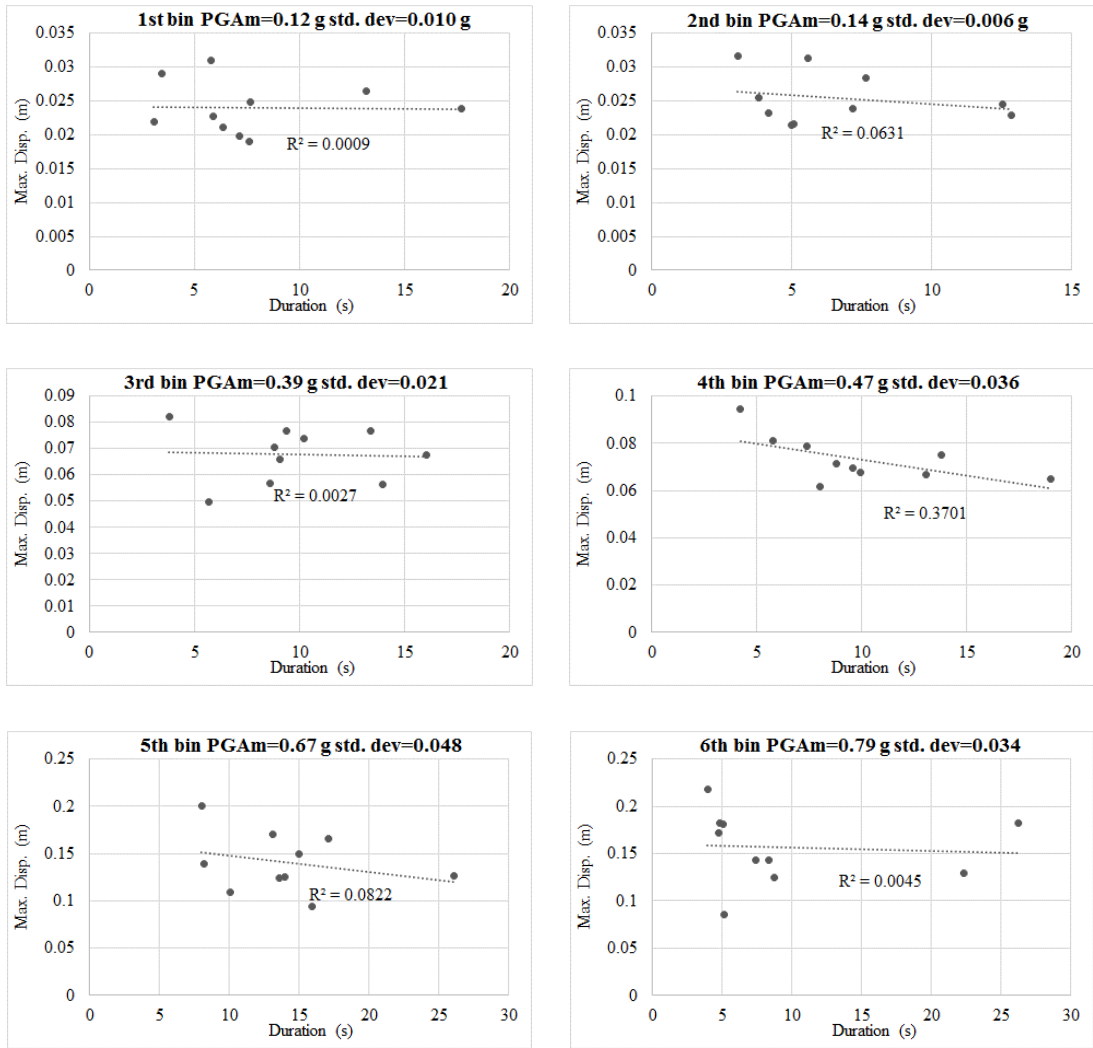 1st bin PGAm=0.12 g std. dev=0.010 g
Max. Disp. (m)
0.035
0.03
0.025
0.02
0.015
0.01
0.005
0
R² = 0.0009
0 5 10 15 20
Duration (s)
2nd bin PGAm=0.14 g std. dev=0.006 g
Max. Disp. (m)
0.035
0.03
0.025
0.02
0.015
0.01
0.005
0
R² = 0.0631
0 5 10 15
Duration (s)
3rd bin PGAm=0.39 g std. dev=0.021
Max. Disp. (m)
0.09
0.08
0.07
0.06
0.05
0.04
0.03
0.02
0.01
0
R² = 0.0027
0 5 10 15 20
Duration (s)
4th bin PGAm=0.47 g std. dev=0.036
Max. Disp. (m)
0.1
0.08
0.06
0.04
0.02
0
R² = 0.3701
0 5 10 15 20
Duration (s)
5th bin PGAm=0.67 g std. dev=0.048
Max. Disp. (m)
0.25
0.2
0.15
0.1
0.05
0
R² = 0.0822
0 5 10 15 20 25 30
Duration (s)
6th bin PGAm=0.79 g std. dev=0.034
Max. Disp. (m)
0.25
0.2
0.15
0.1
0.05
0
R² = 0.0045
0 5 10 15 20 25 30
Duration (s)